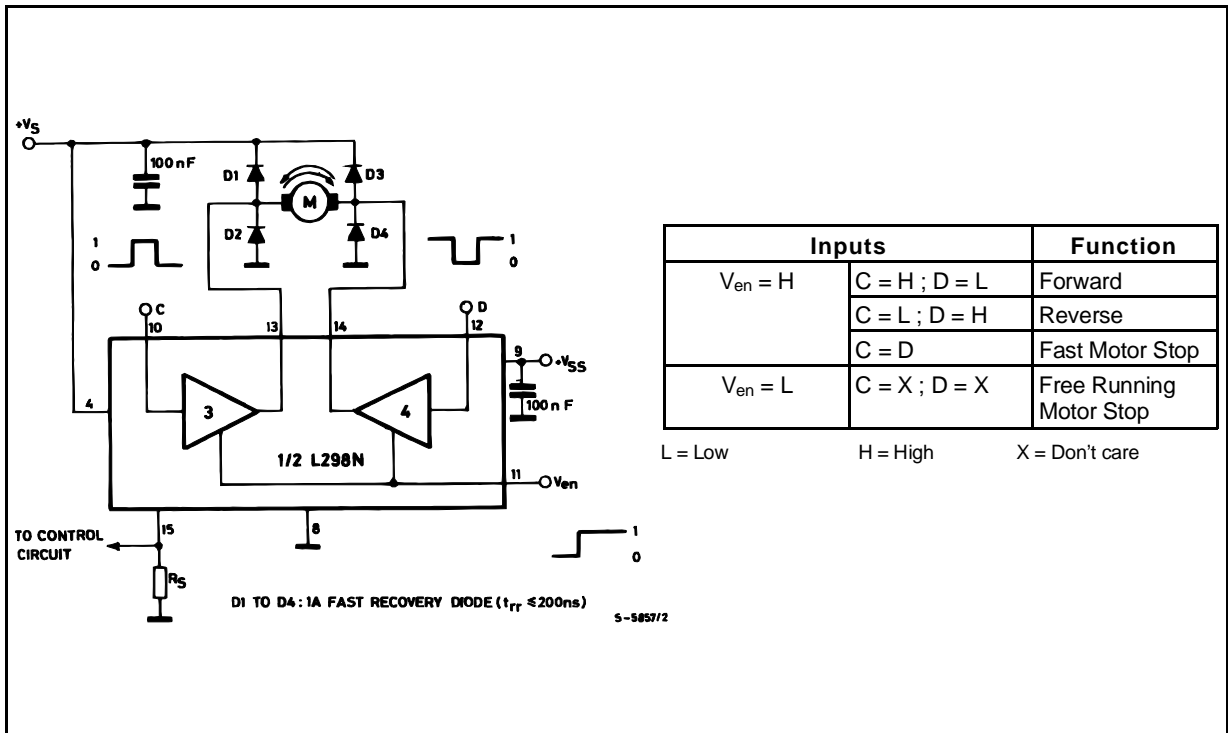 +VS
100nF
D1
D3
M
D2
D4
1
0
1
0
C
D
10
13
14
12
9
+VSS
4
3
4
100nF
1/2 L298N
11
Ven
15
8
TO CONTROL
CIRCUIT
RS
1
0
D1 TO D4 : 1A FAST RECOVERY DIODE (trr ≤ 200ns)
S-5857/2
Inputs Function
Ven = H C = H ; D = L Forward
C = L ; D = H Reverse
C = D Fast Motor Stop
Ven = L C = X ; D = X Free Running
Motor Stop
L = Low H = High X = Don't care